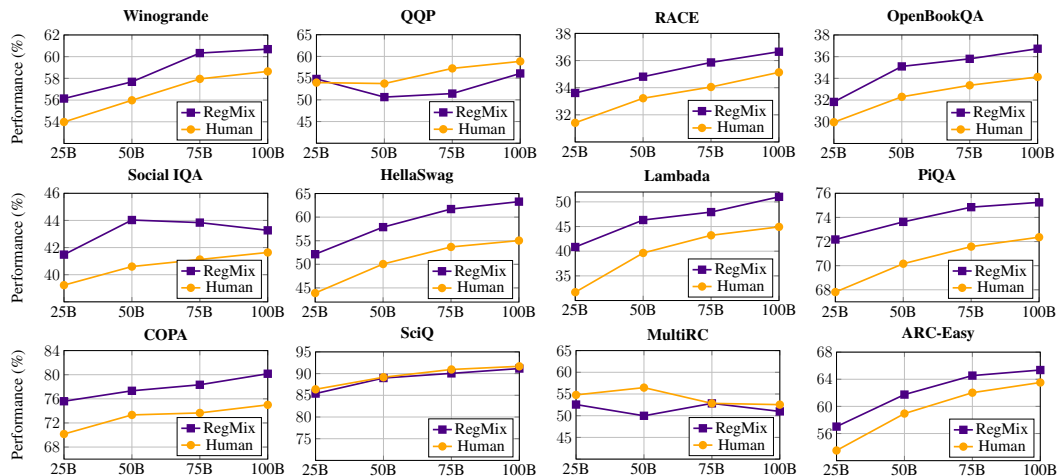 Winogrande
Performance (%)
62
60
58
56
54
RegMix
Human
25B 50B 75B 100B
QQP
65
60
55
50
45
RegMix
Human
25B 50B 75B 100B
RACE
38
36
34
32
RegMix
Human
25B 50B 75B 100B
OpenBookQA
38
36
34
32
30
RegMix
Human
25B 50B 75B 100B
Social IQA
Performance (%)
46
44
42
40
RegMix
Human
25B 50B 75B 100B
HellaSwag
65
60
55
50
45
RegMix
Human
25B 50B 75B 100B
Lambada
50
45
40
35
30
RegMix
Human
25B 50B 75B 100B
PiQA
76
74
72
70
68
RegMix
Human
25B 50B 75B 100B
COPA
Performance (%)
84
80
76
72
68
RegMix
Human
25B 50B 75B 100B
SciQ
95
90
85
80
75
70
RegMix
Human
25B 50B 75B 100B
MultiRC
65
60
55
50
45
40
RegMix
Human
25B 50B 75B 100B
ARC-Easy
68
64
60
56
RegMix
Human
25B 50B 75B 100B